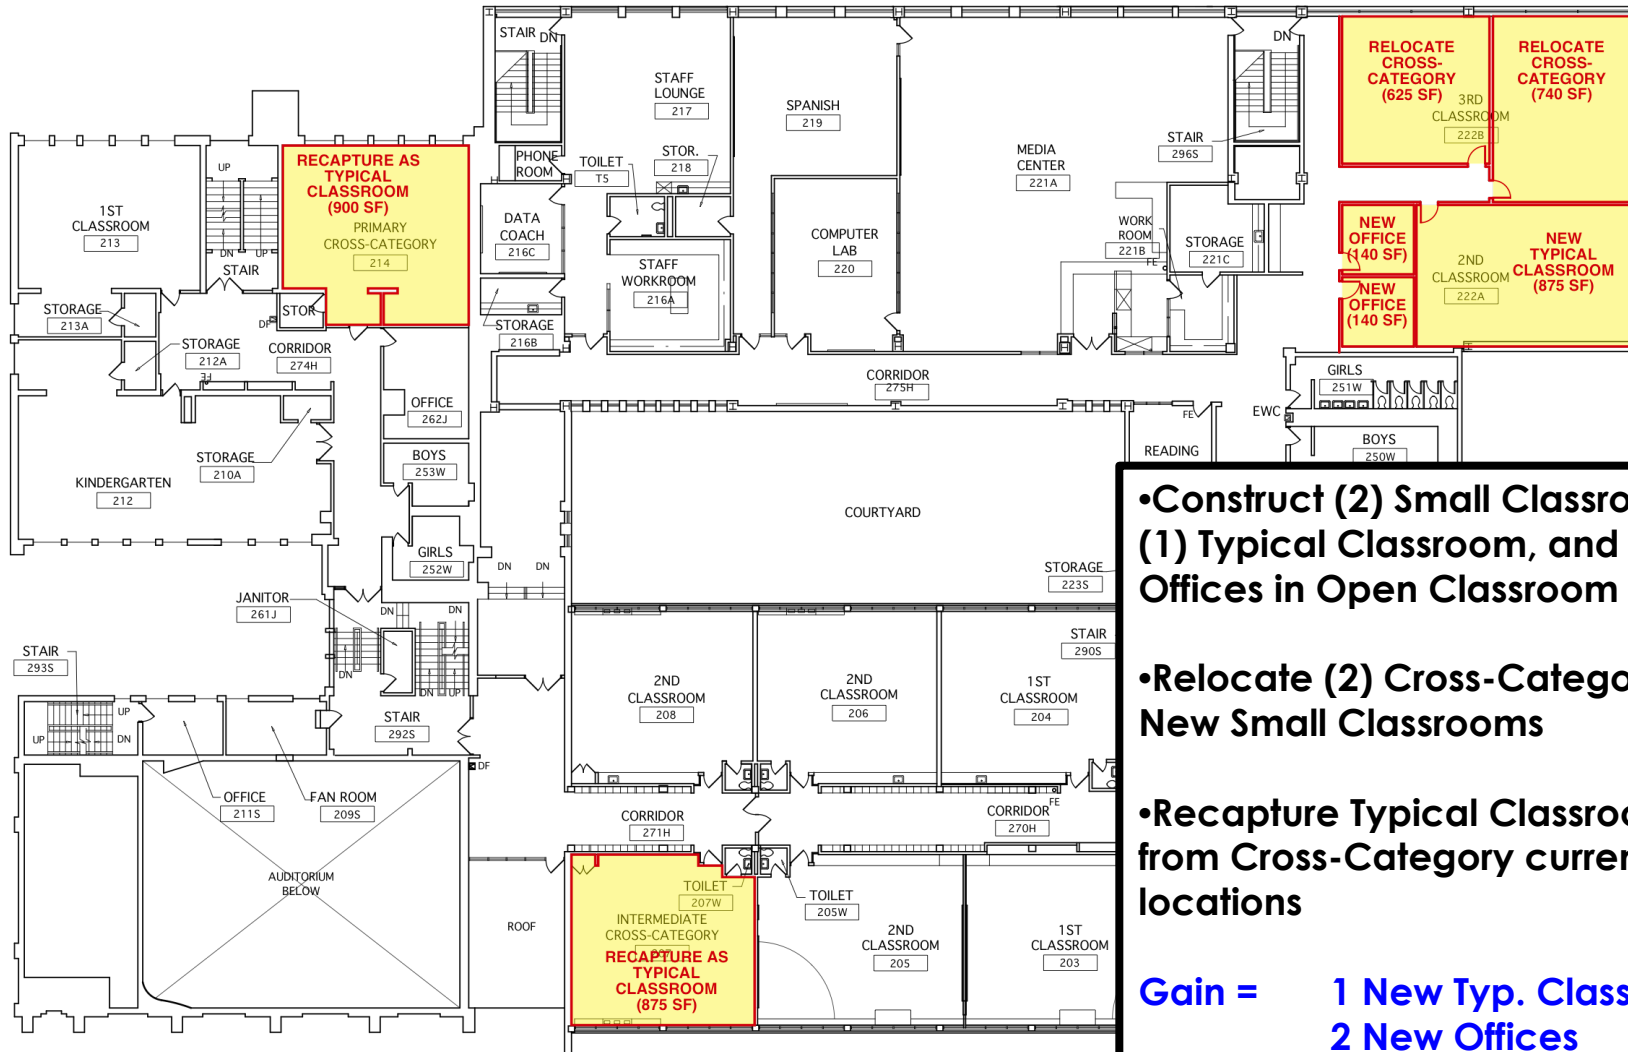 STAIR
DN
STAFF
LOUNGE
217
SPANISH
219
MEDIA
CENTER
221A
STAIR
296S
DN
RELOCATE
CROSS-
CATEGORY
(625 SF)
3RD
CLASSROOM
222B
RELOCATE
CROSS-
CATEGORY
(740 SF)
PHONE
ROOM
TOILET
T5
STOR.
218
UP
RECAPTURE AS
TYPICAL
CLASSROOM
(900 SF)
PRIMARY
CROSS-CATEGORY
214
1ST
CLASSROOM
213
DN
UP
STAIR
DATA
COACH
216C
STAFF
WORKROOM
216A
COMPUTER
LAB
220
WORK
ROOM
221B
FE
STORAGE
221C
NEW
OFFICE
(140 SF)
NEW
OFFICE
(140 SF)
2ND
CLASSROOM
222A
NEW
TYPICAL
CLASSROOM
(875 SF)
STORAGE
213A
STOR
DF
STORAGE
216B
STORAGE
212A
FE
CORRIDOR
274H
OFFICE
262J
CORRIDOR
275H
GIRLS
251W
FE
EWC
READING
BOYS
250W
STORAGE
210A
KINDERGARTEN
212
BOYS
253W
GIRLS
252W
DN
DN
COURTYARD
STORAGE
223S
JANITOR
261J
DN
DN
DN
DN
UP
STAIR
293S
UP
UP
DN
STAIR
292S
DF
2ND
CLASSROOM
208
2ND
CLASSROOM
206
STAIR
290S
1ST
CLASSROOM
204
OFFICE
211S
FAN ROOM
209S
AUDITORIUM
BELOW
CORRIDOR
271H
CORRIDOR
270H
FE
ROOF
TOILET
207W
INTERMEDIATE
CROSS-CATEGORY
207
RECAPTURE AS
TYPICAL
CLASSROOM
(875 SF)
TOILET
205W
2ND
CLASSROOM
205
1ST
CLASSROOM
203
•Construct (2) Small Classro
(1) Typical Classroom, and
Offices in Open Classroom
•Relocate (2) Cross-Catego
New Small Classrooms
•Recapture Typical Classroo
from Cross-Category curren
locations
Gain = 1 New Typ. Class
2 New Offices